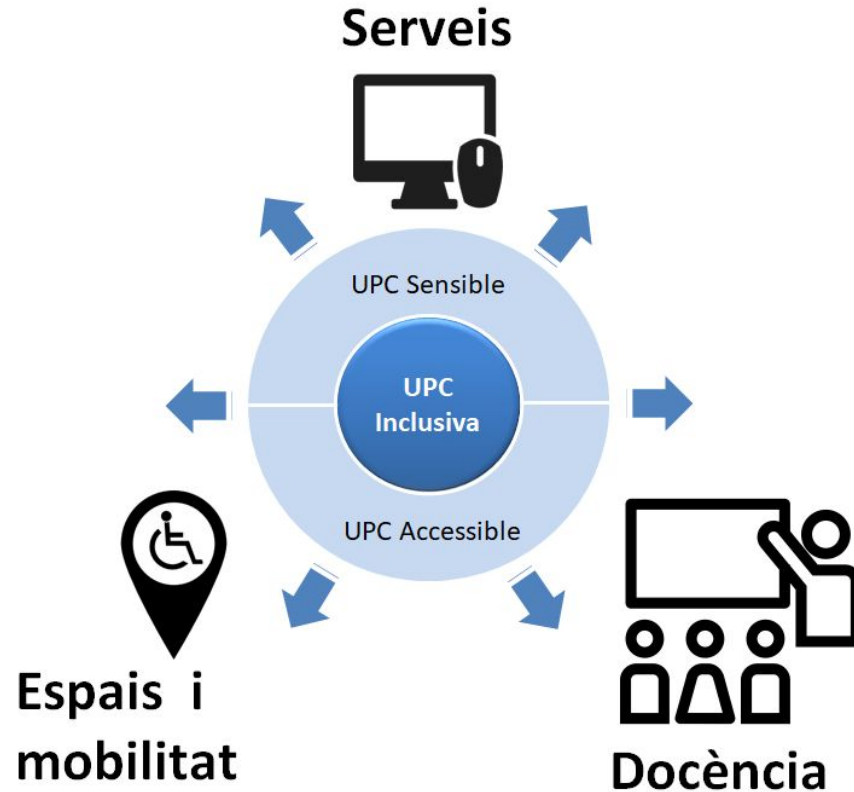 Serveis
UPC Sensible
UPC
Inclusiva
UPC Accessible
Espais i
mobilitat
Docència